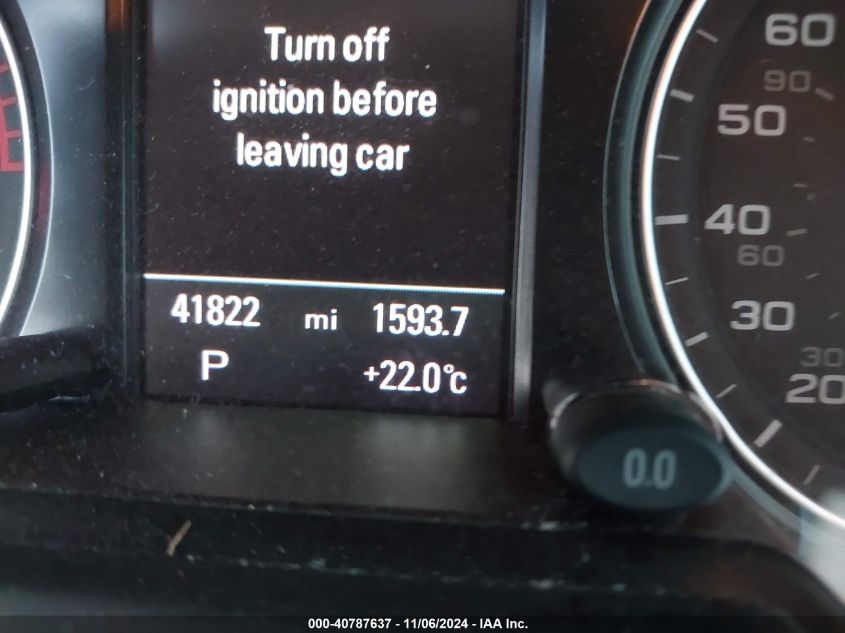 Turn off
ignition before
leaving car
41822 mi 1593.7
P +22.0°C
60
90
50
40
60
30
30
20
0.0
000-40787637 - 11/06/2024 - IAA Inc.